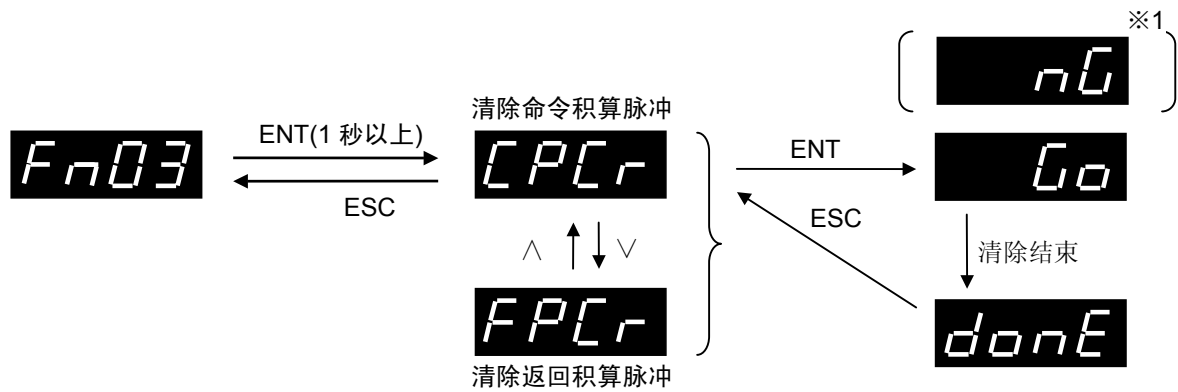 ※1
nG
清除命令积算脉冲
Fn03
ENT(1 秒以上)
ESC
CPCr
ENT
Go
ESC
∧
∨
清除结束
FPCr
donE
清除返回积算脉冲